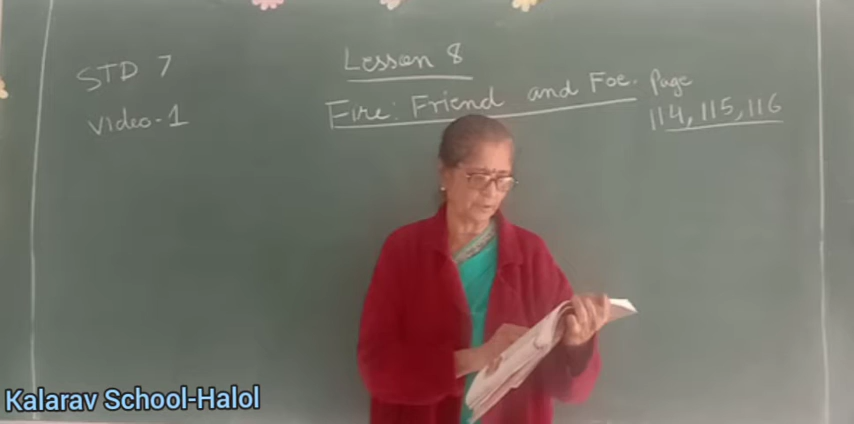 STD 7
Video-1
Lesson 8
Fire: Friend and Foe.
Page
114, 115, 116
Kalarav School-Halol